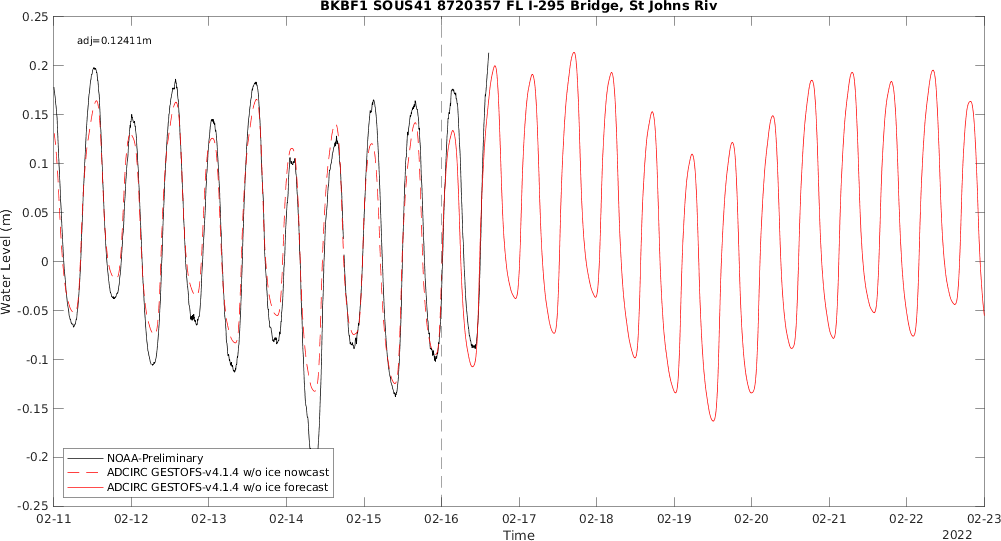 BKBF1 SOUS41 8720357 FL I-295 Bridge, St Johns Riv
0.25
adj=0.12411m
0.2
0.15
0.1
0.05
0
-0.05
-0.1
-0.15
-0.2
-0.25
Water Level (m)
NOAA-Preliminary
ADCIRC GESTOFS-v4.1.4 w/o ice nowcast
ADCIRC GESTOFS-v4.1.4 w/o ice forecast
02-11 02-12 02-13 02-14 02-15 02-16 02-17 02-18 02-19 02-20 02-21 02-22 02-23
Time
2022